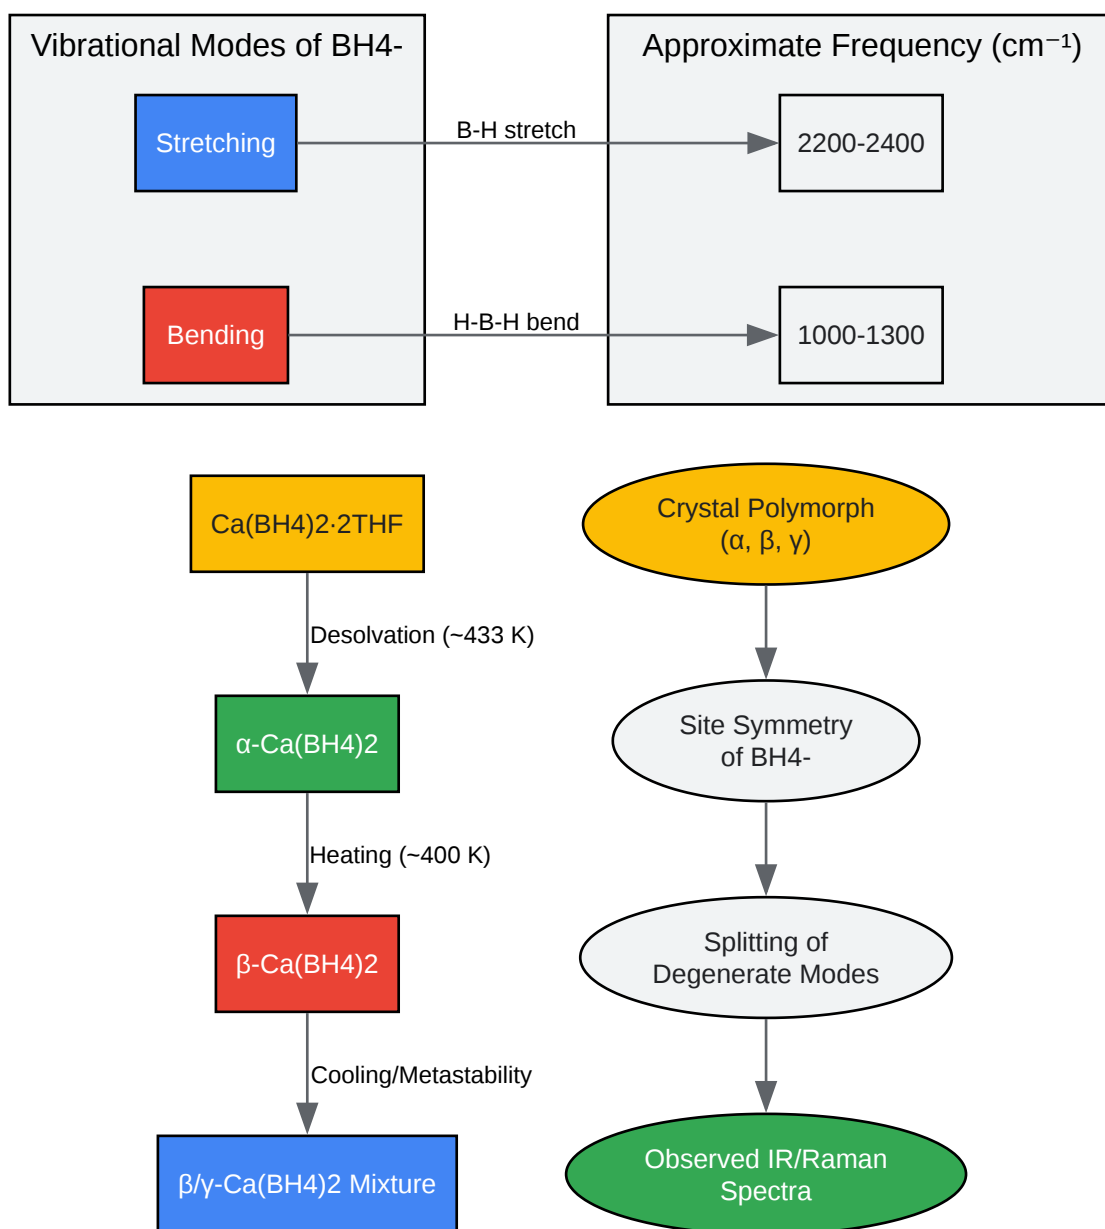 Vibrational Modes of BH4-
Approximate Frequency (cm⁻¹)
Stretching
B-H stretch
2200-2400
Bending
H-B-H bend
1000-1300
Ca(BH4)2·2THF
Desolvation (~433 K)
α-Ca(BH4)2
Heating (~400 K)
β-Ca(BH4)2
Cooling/Metastability
β/γ-Ca(BH4)2 Mixture
Crystal Polymorph
(α, β, γ)
Site Symmetry
of BH4-
Splitting of
Degenerate Modes
Observed IR/Raman
Spectra